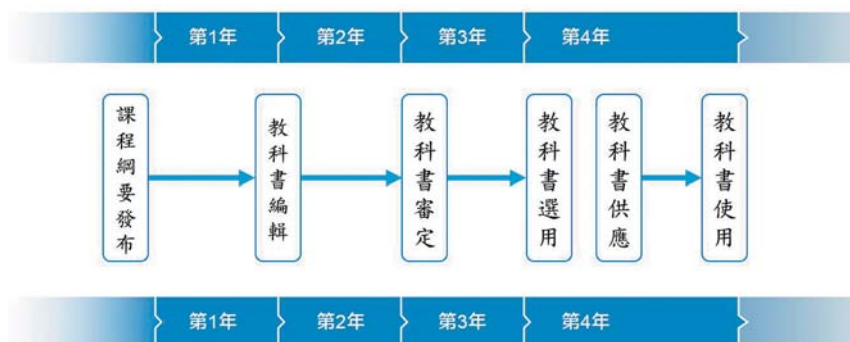 第1年 第2年 第3年 第4年
課程綱要發布
教科書編輯
教科書審定
教科書選用
教科書供應
教科書使用
第1年 第2年 第3年 第4年